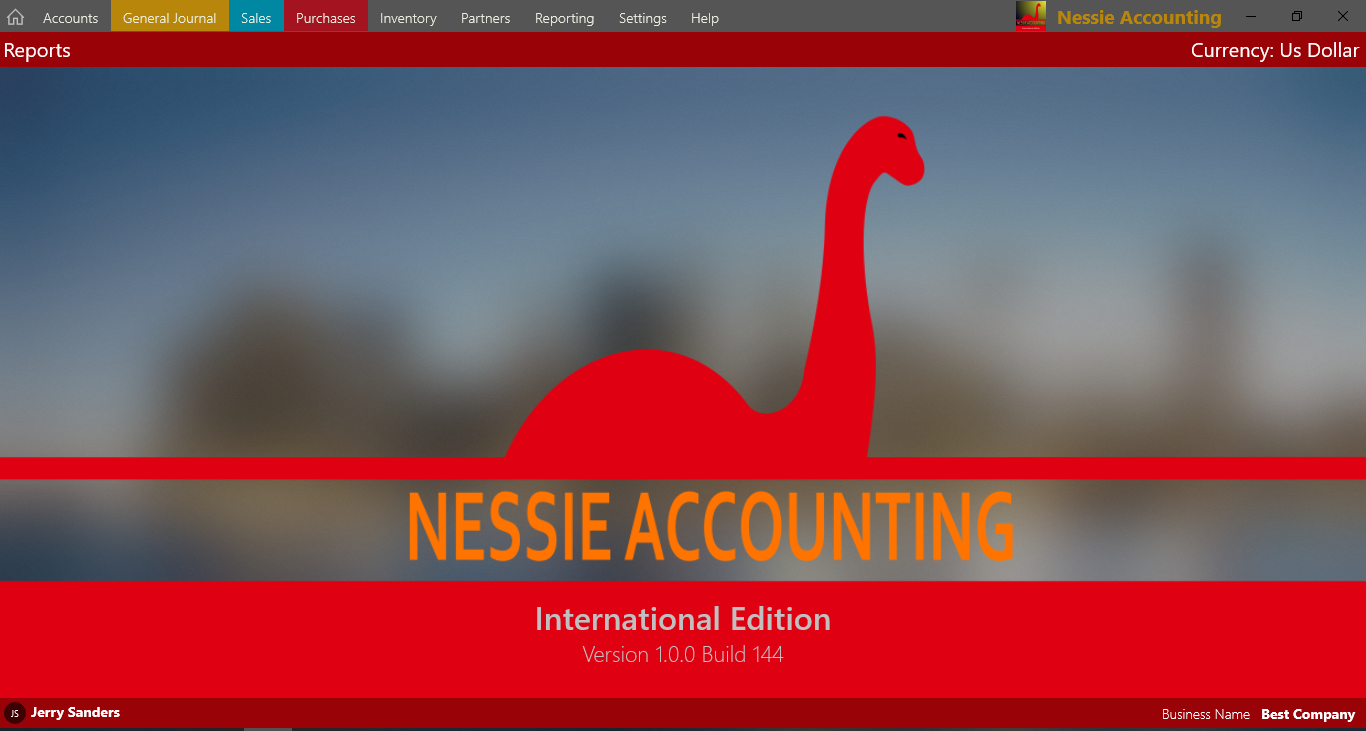 Accounts General Journal Sales Purchases Inventory Partners Reporting Settings Help Nessie Accounting
Reports Currency: Us Dollar
NESSIE ACCOUNTING
International Edition
Version 1.0.0 Build 144
JS Jerry Sanders Business Name Best Company